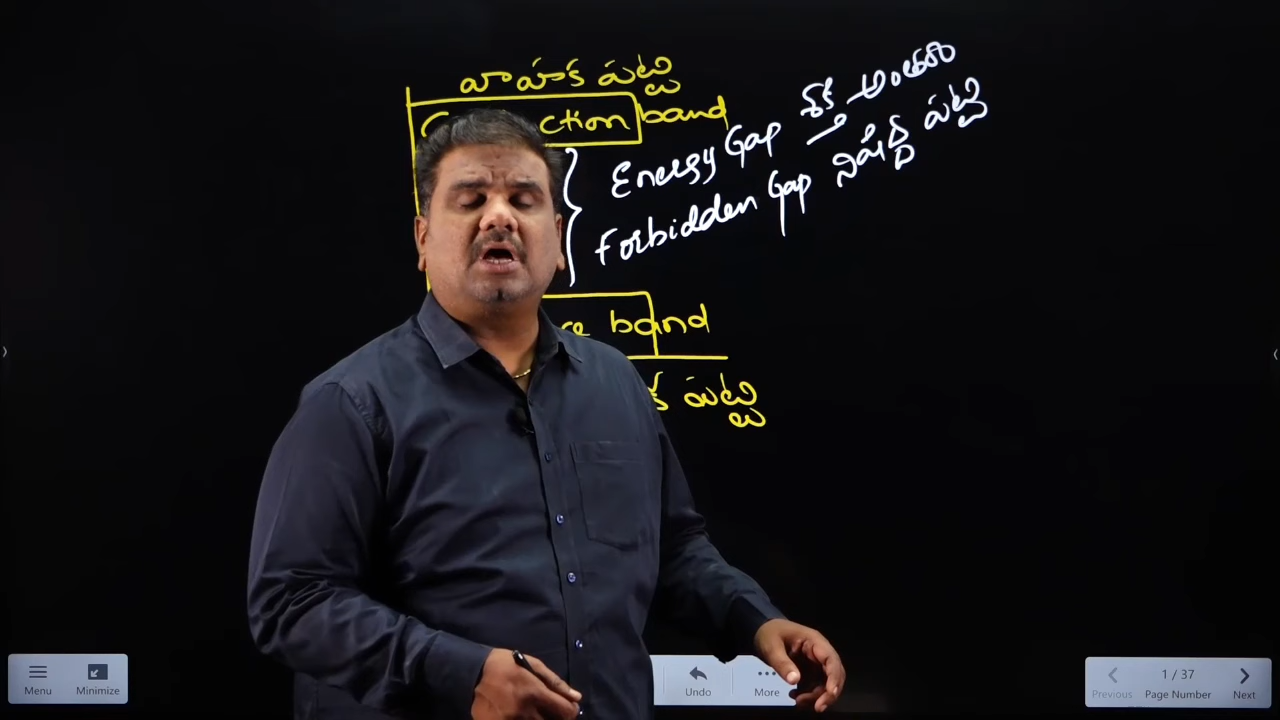 వాహక పట్టి
ction band
Energy Gap శక్తి అంతరం
Forbidden Gap నిషిద్ధ పట్టి
band
క పట్టి
Menu
Minimize
Undo
More
1 / 37
Previous
Page Number
Next